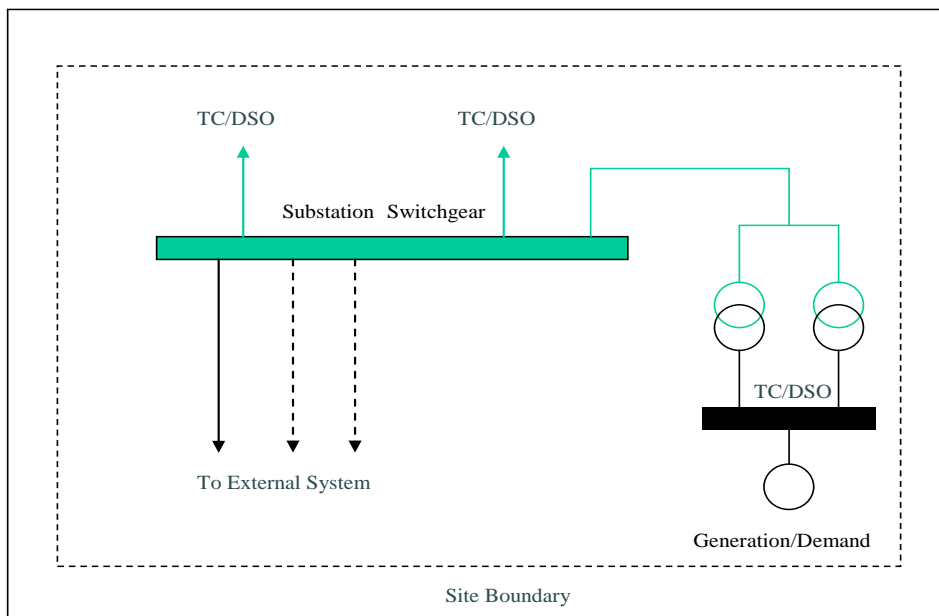 TC/DSO
TC/DSO
Substation Switchgear
TC/DSO
To External System
Generation/Demand
Site Boundary